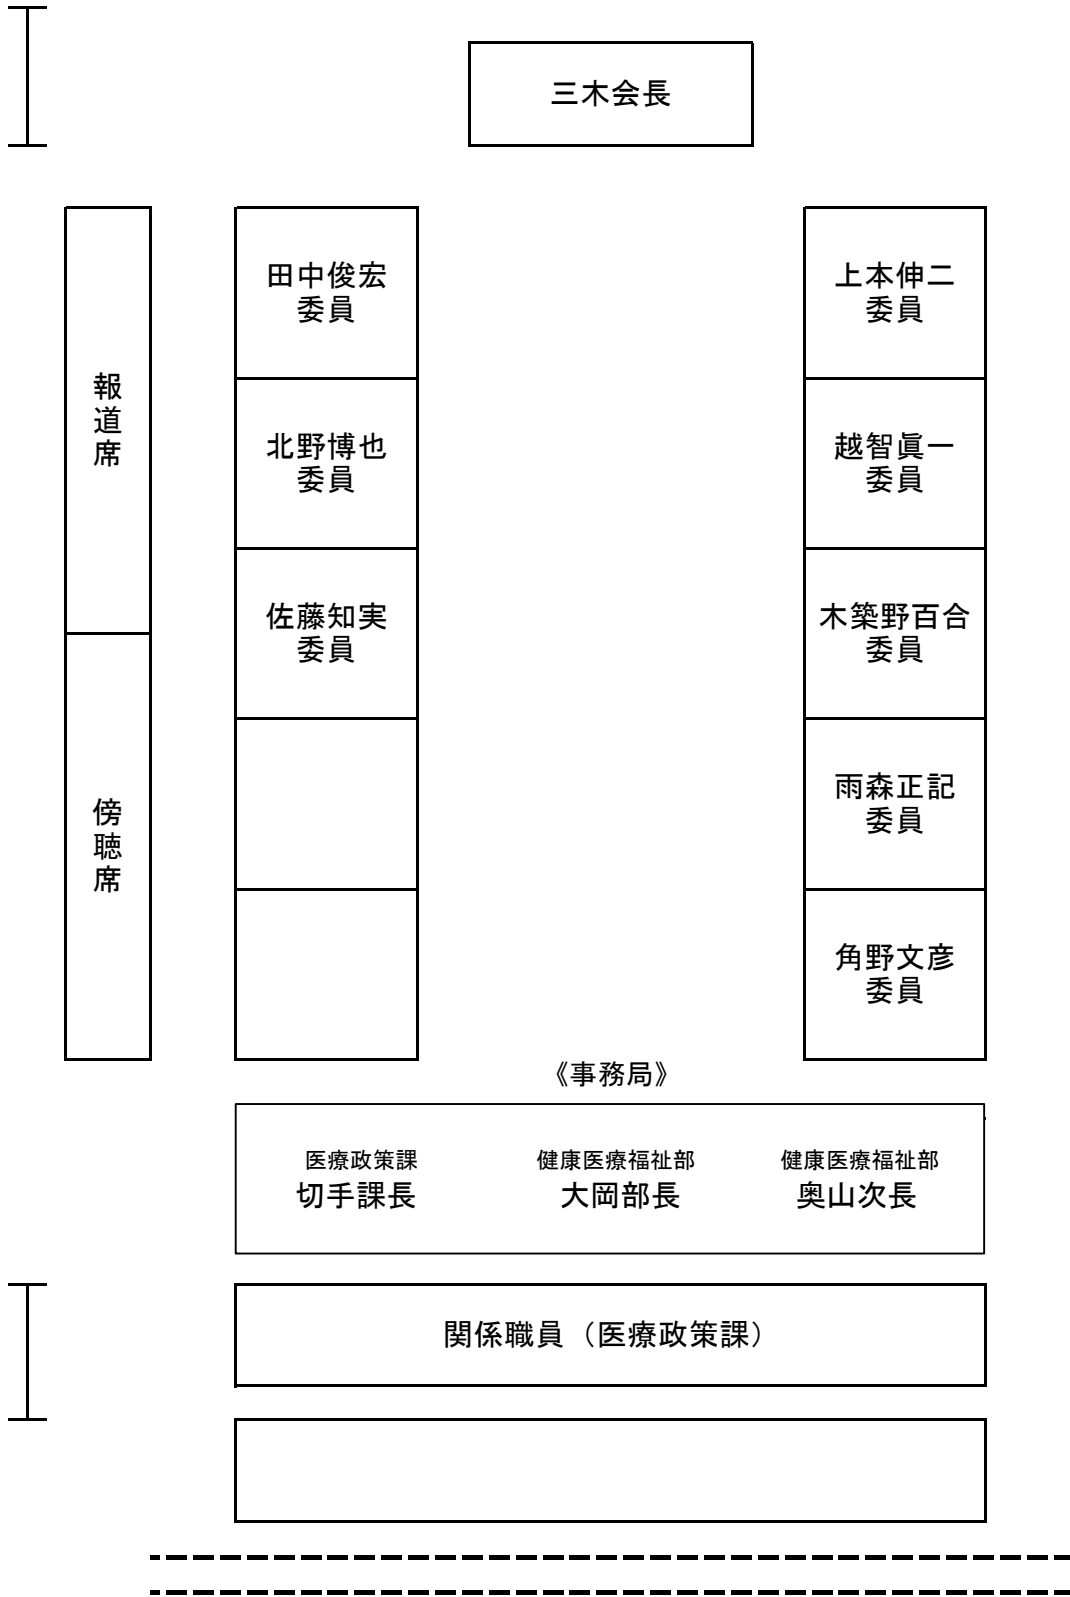 三木会長
報道席
傍聴席
田中俊宏
委員
北野博也
委員
佐藤知実
委員
上本伸二
委員
越智眞一
委員
木築野百合
委員
雨森正記
委員
角野文彦
委員
《事務局》
医療政策課
切手課長
健康医療福祉部
大岡部長
健康医療福祉部
奥山次長
関係職員（医療政策課）